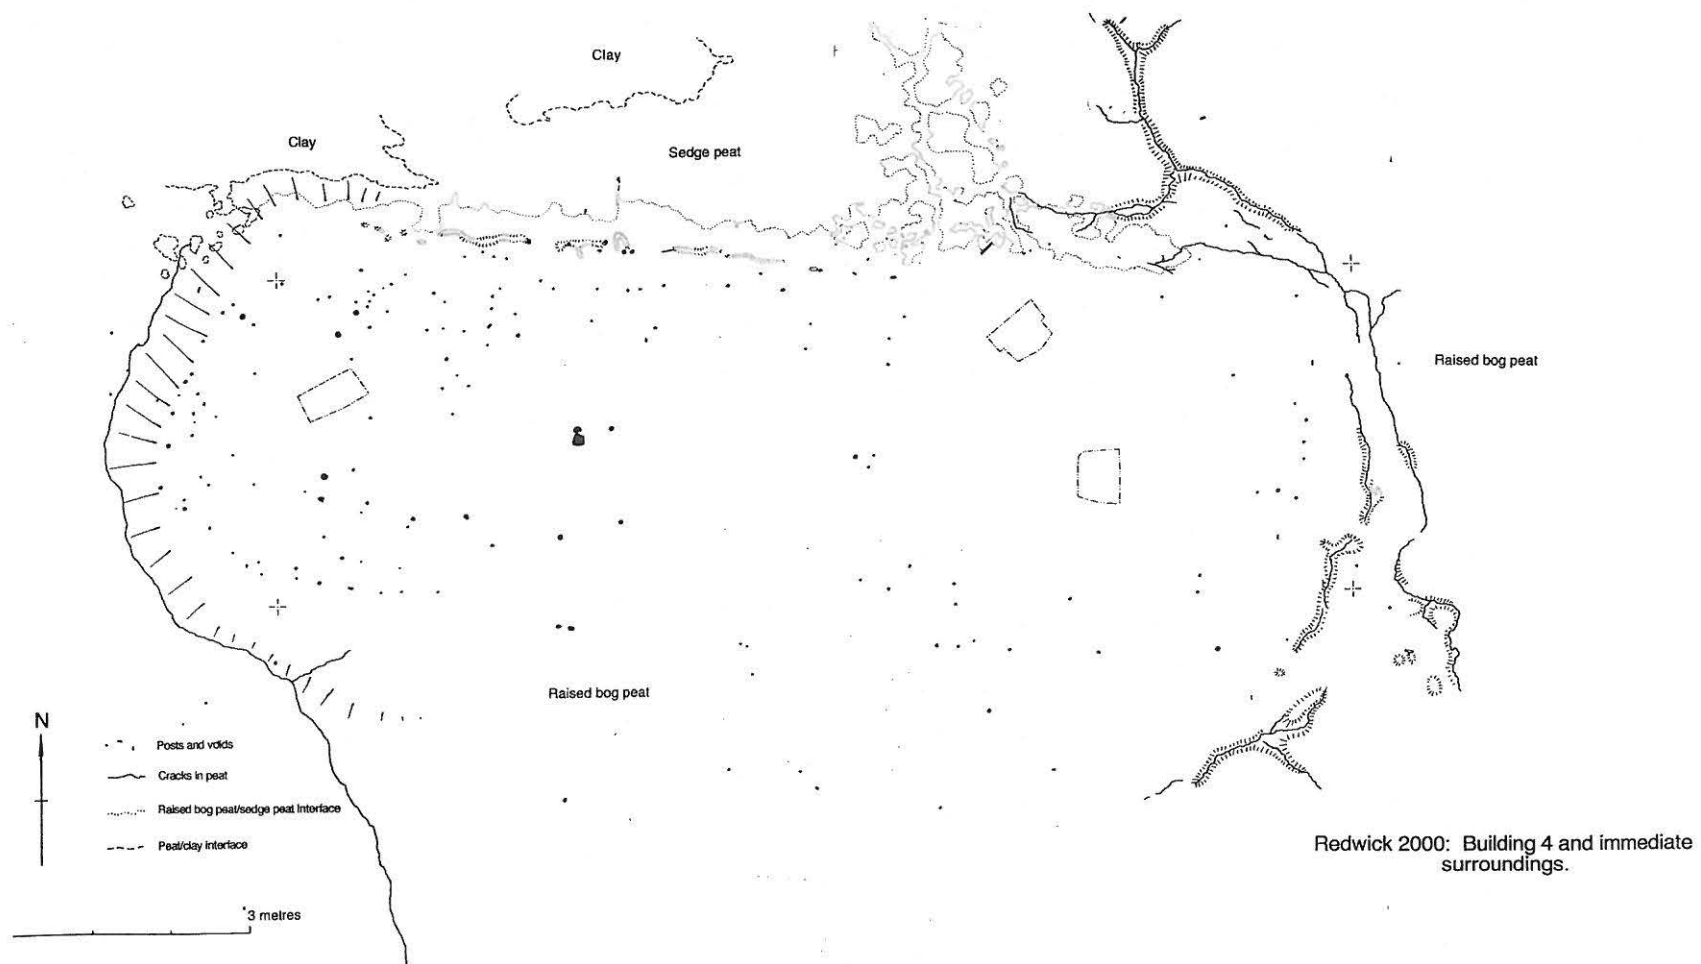 Clay
Clay
Sedge peat
Raised bog peat
Raised bog peat
N
Posts and voids
Cracks in peat
Raised bog peat/sedge peat interface
Peat/clay interface
3 metres
Redwick 2000: Building 4 and immediate
surroundings.